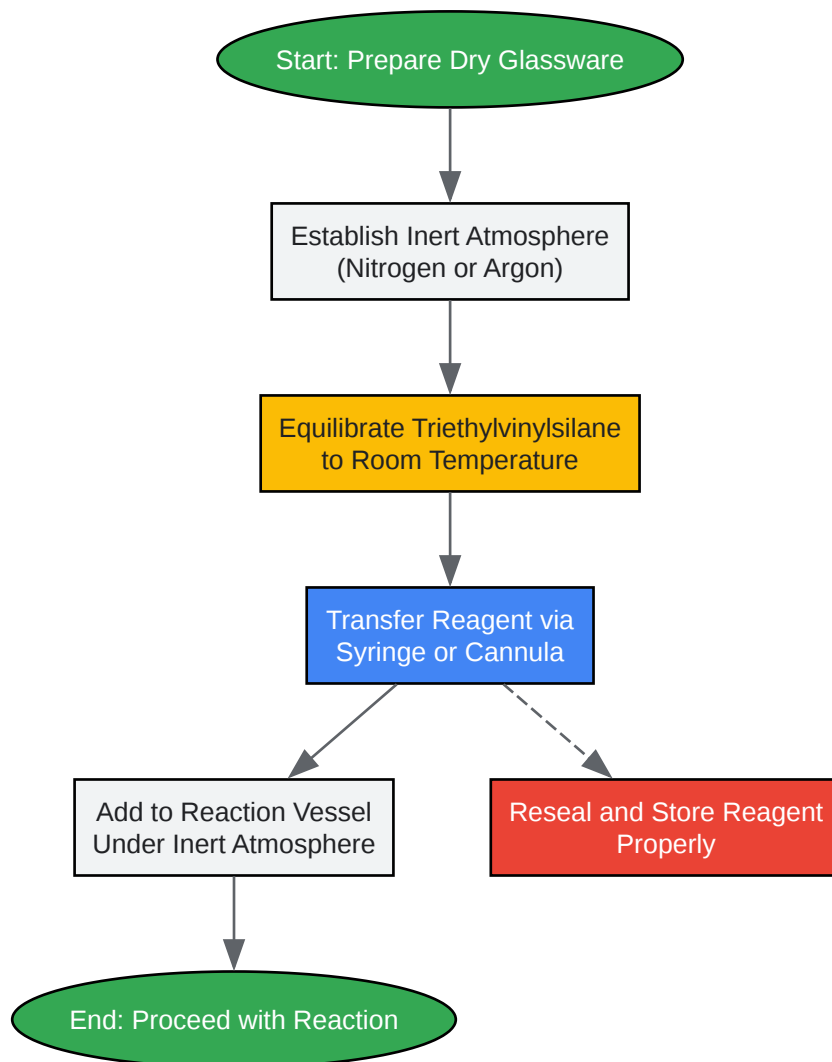 Start: Prepare Dry Glassware
Establish Inert Atmosphere
(Nitrogen or Argon)
Equilibrate Triethylvinylsilane
to Room Temperature
Transfer Reagent via
Syringe or Cannula
Add to Reaction Vessel
Under Inert Atmosphere
Reseal and Store Reagent
Properly
End: Proceed with Reaction